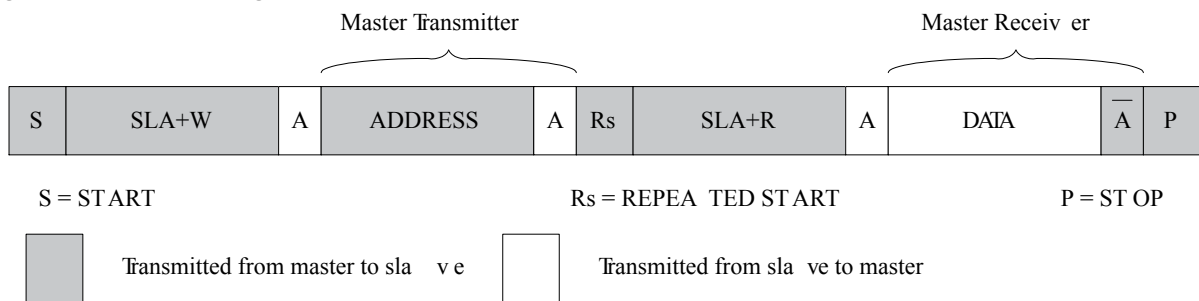 Master Transmitter Master Receiv er
S SLA+W A ADDRESS A Rs SLA+R A DATA A̅ P
S = ST ART Rs = REPEA TED ST ART P = ST OP
Transmitted from master to sla v e Transmitted from sla ve to master